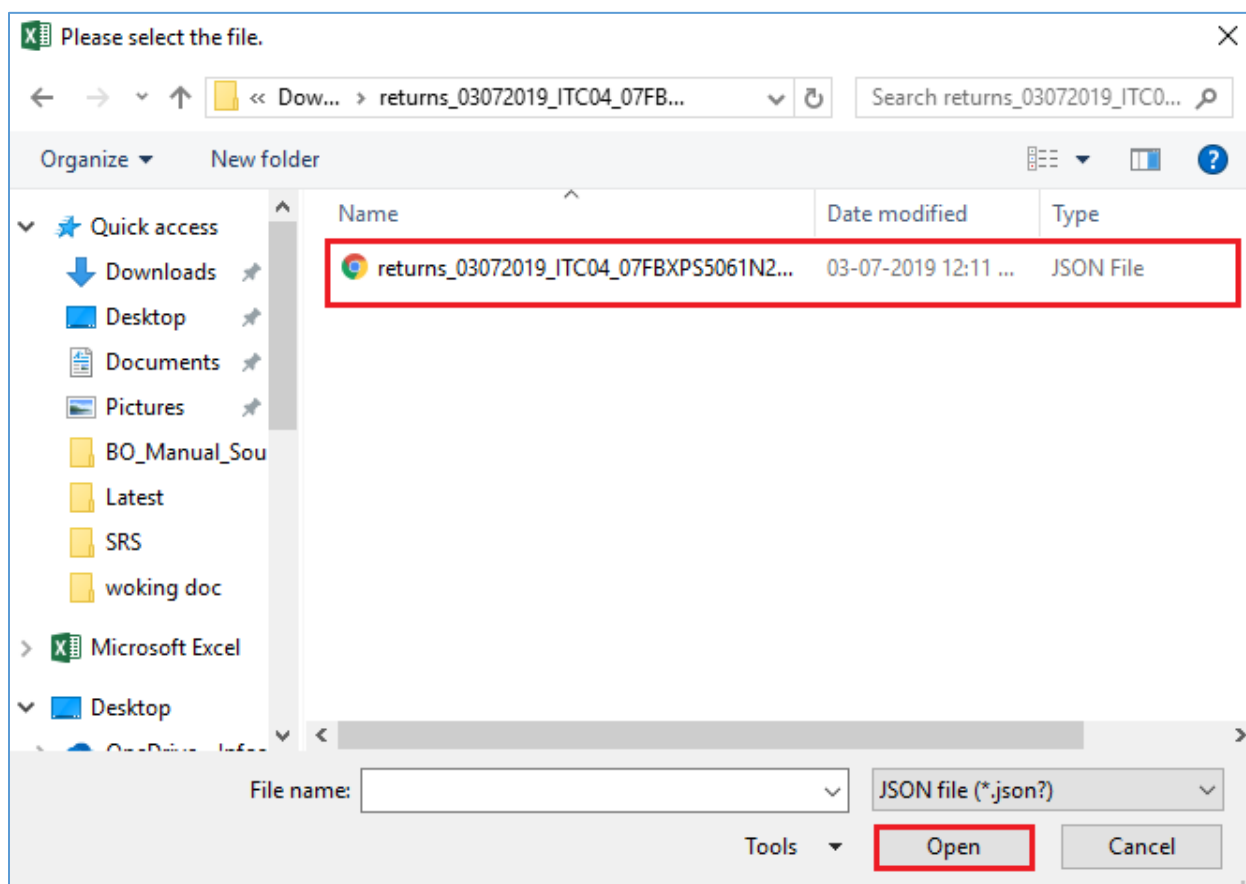 Please select the file.
« Dow... > returns_03072019_ITC04_07FB...
Search returns_03072019_ITC0...
Organize
New folder
Name
Date modified
Type
Quick access
returns_03072019_ITC04_07FBXPS5061N2...
03-07-2019 12:11 ...
JSON File
Downloads
Desktop
Documents
Pictures
BO_Manual_Sou
Latest
SRS
woking doc
Microsoft Excel
Desktop
File name:
JSON file (*.json?)
Tools
Open
Cancel